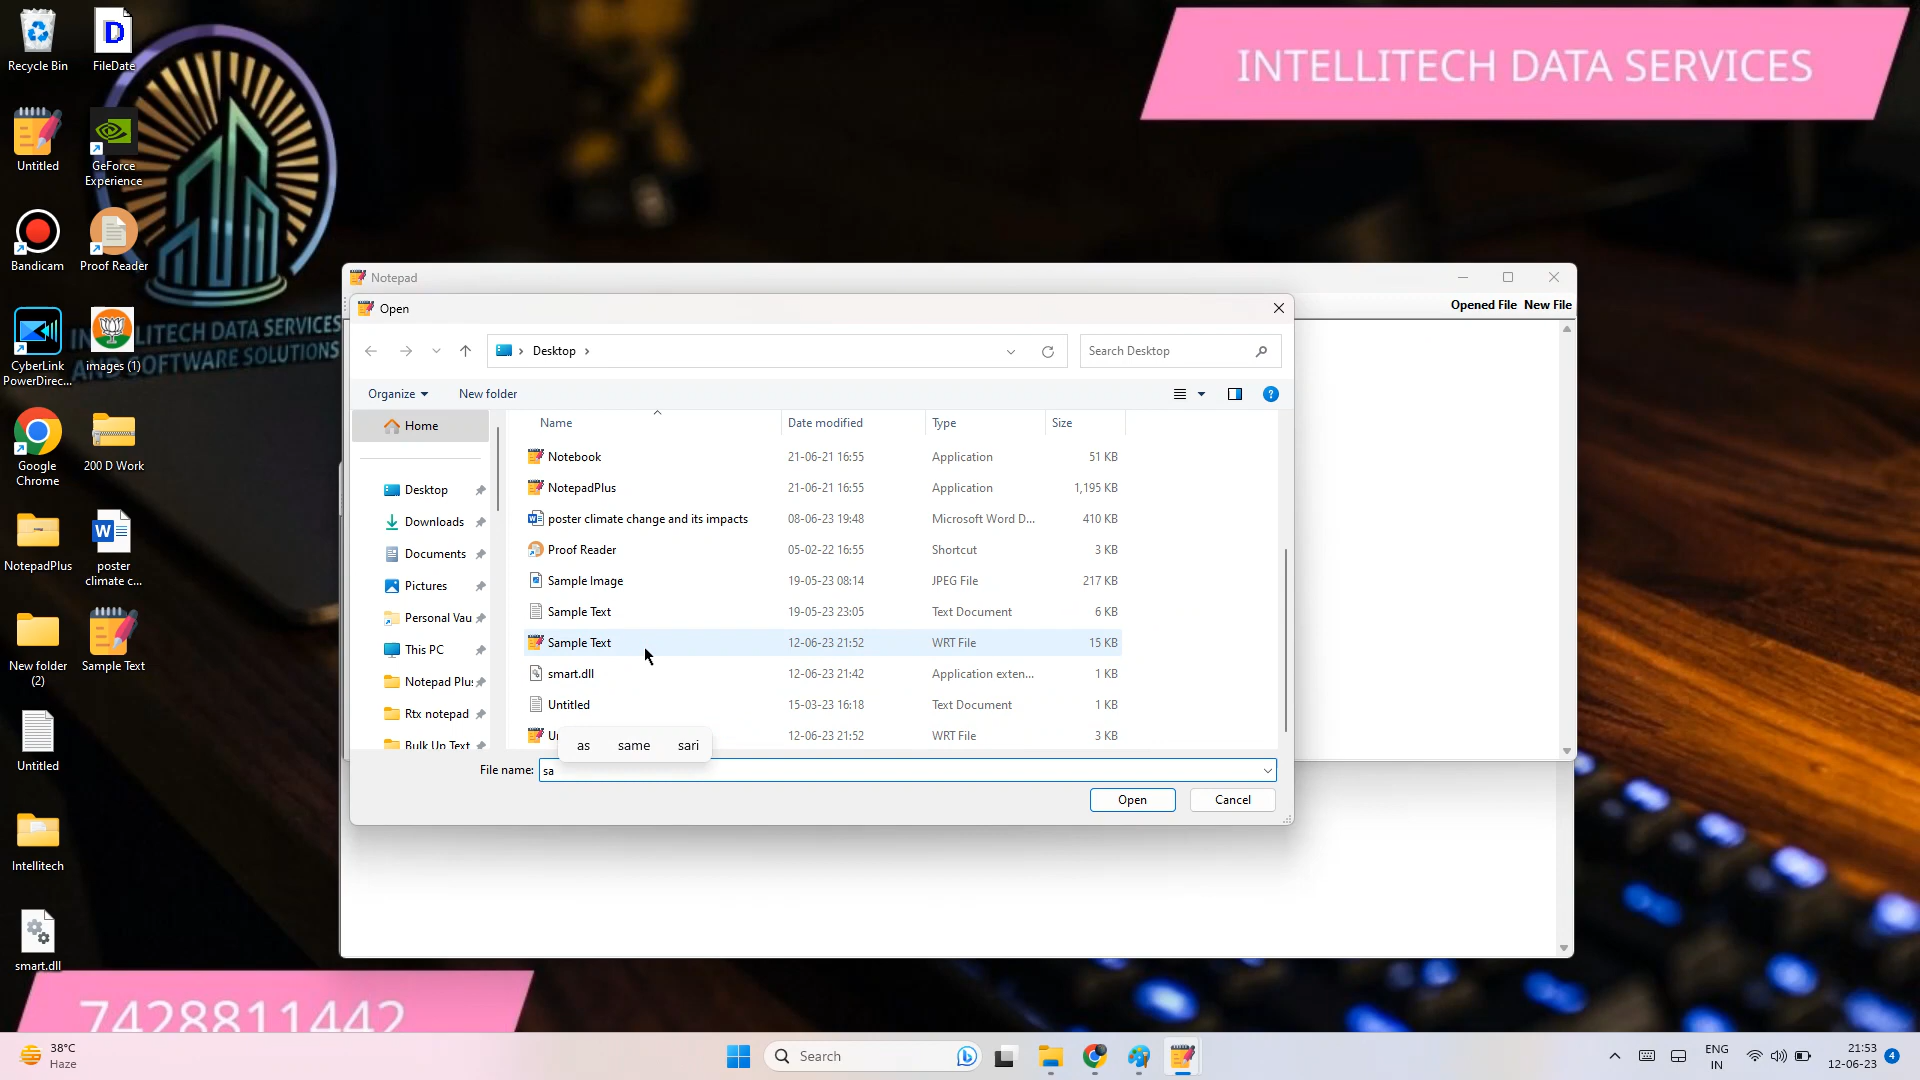 INTELLITECH DATA SERVICES
Recycle Bin
FileDate
Untitled
GeForce
Experience
Bandicam
Proof Reader
INTELLITECH DATA SERVICES
AND SOFTWARE SOLUTIONS
CyberLink
PowerDirec...
images (1)
Google
Chrome
200 D Work
NotepadPlus
poster
climate c...
New folder
(2)
Sample Text
Untitled
Intellitech
smart.dll
7428811442
Notepad
Opened File New File
Open
Desktop
Search Desktop
Organize
New folder
Home
Desktop
Downloads
Documents
Pictures
Personal Vau
This PC
Notepad Plus
Rtx notepad
Bulk Up Text
Name Date modified Type Size
Notebook 21-06-21 16:55 Application 51 KB
NotepadPlus 21-06-21 16:55 Application 1,195 KB
poster climate change and its impacts 08-06-23 19:48 Microsoft Word D... 410 KB
Proof Reader 05-02-22 16:55 Shortcut 3 KB
Sample Image 19-05-23 08:14 JPEG File 217 KB
Sample Text 19-05-23 23:05 Text Document 6 KB
Sample Text 12-06-23 21:52 WRT File 15 KB
smart.dll 12-06-23 21:42 Application exten... 1 KB
Untitled 15-03-23 16:18 Text Document 1 KB
12-06-23 21:52 WRT File 3 KB
as same sari
File name: sa
Open Cancel
38°C
Haze
Search
ENG
IN
21:53
12-06-23
4